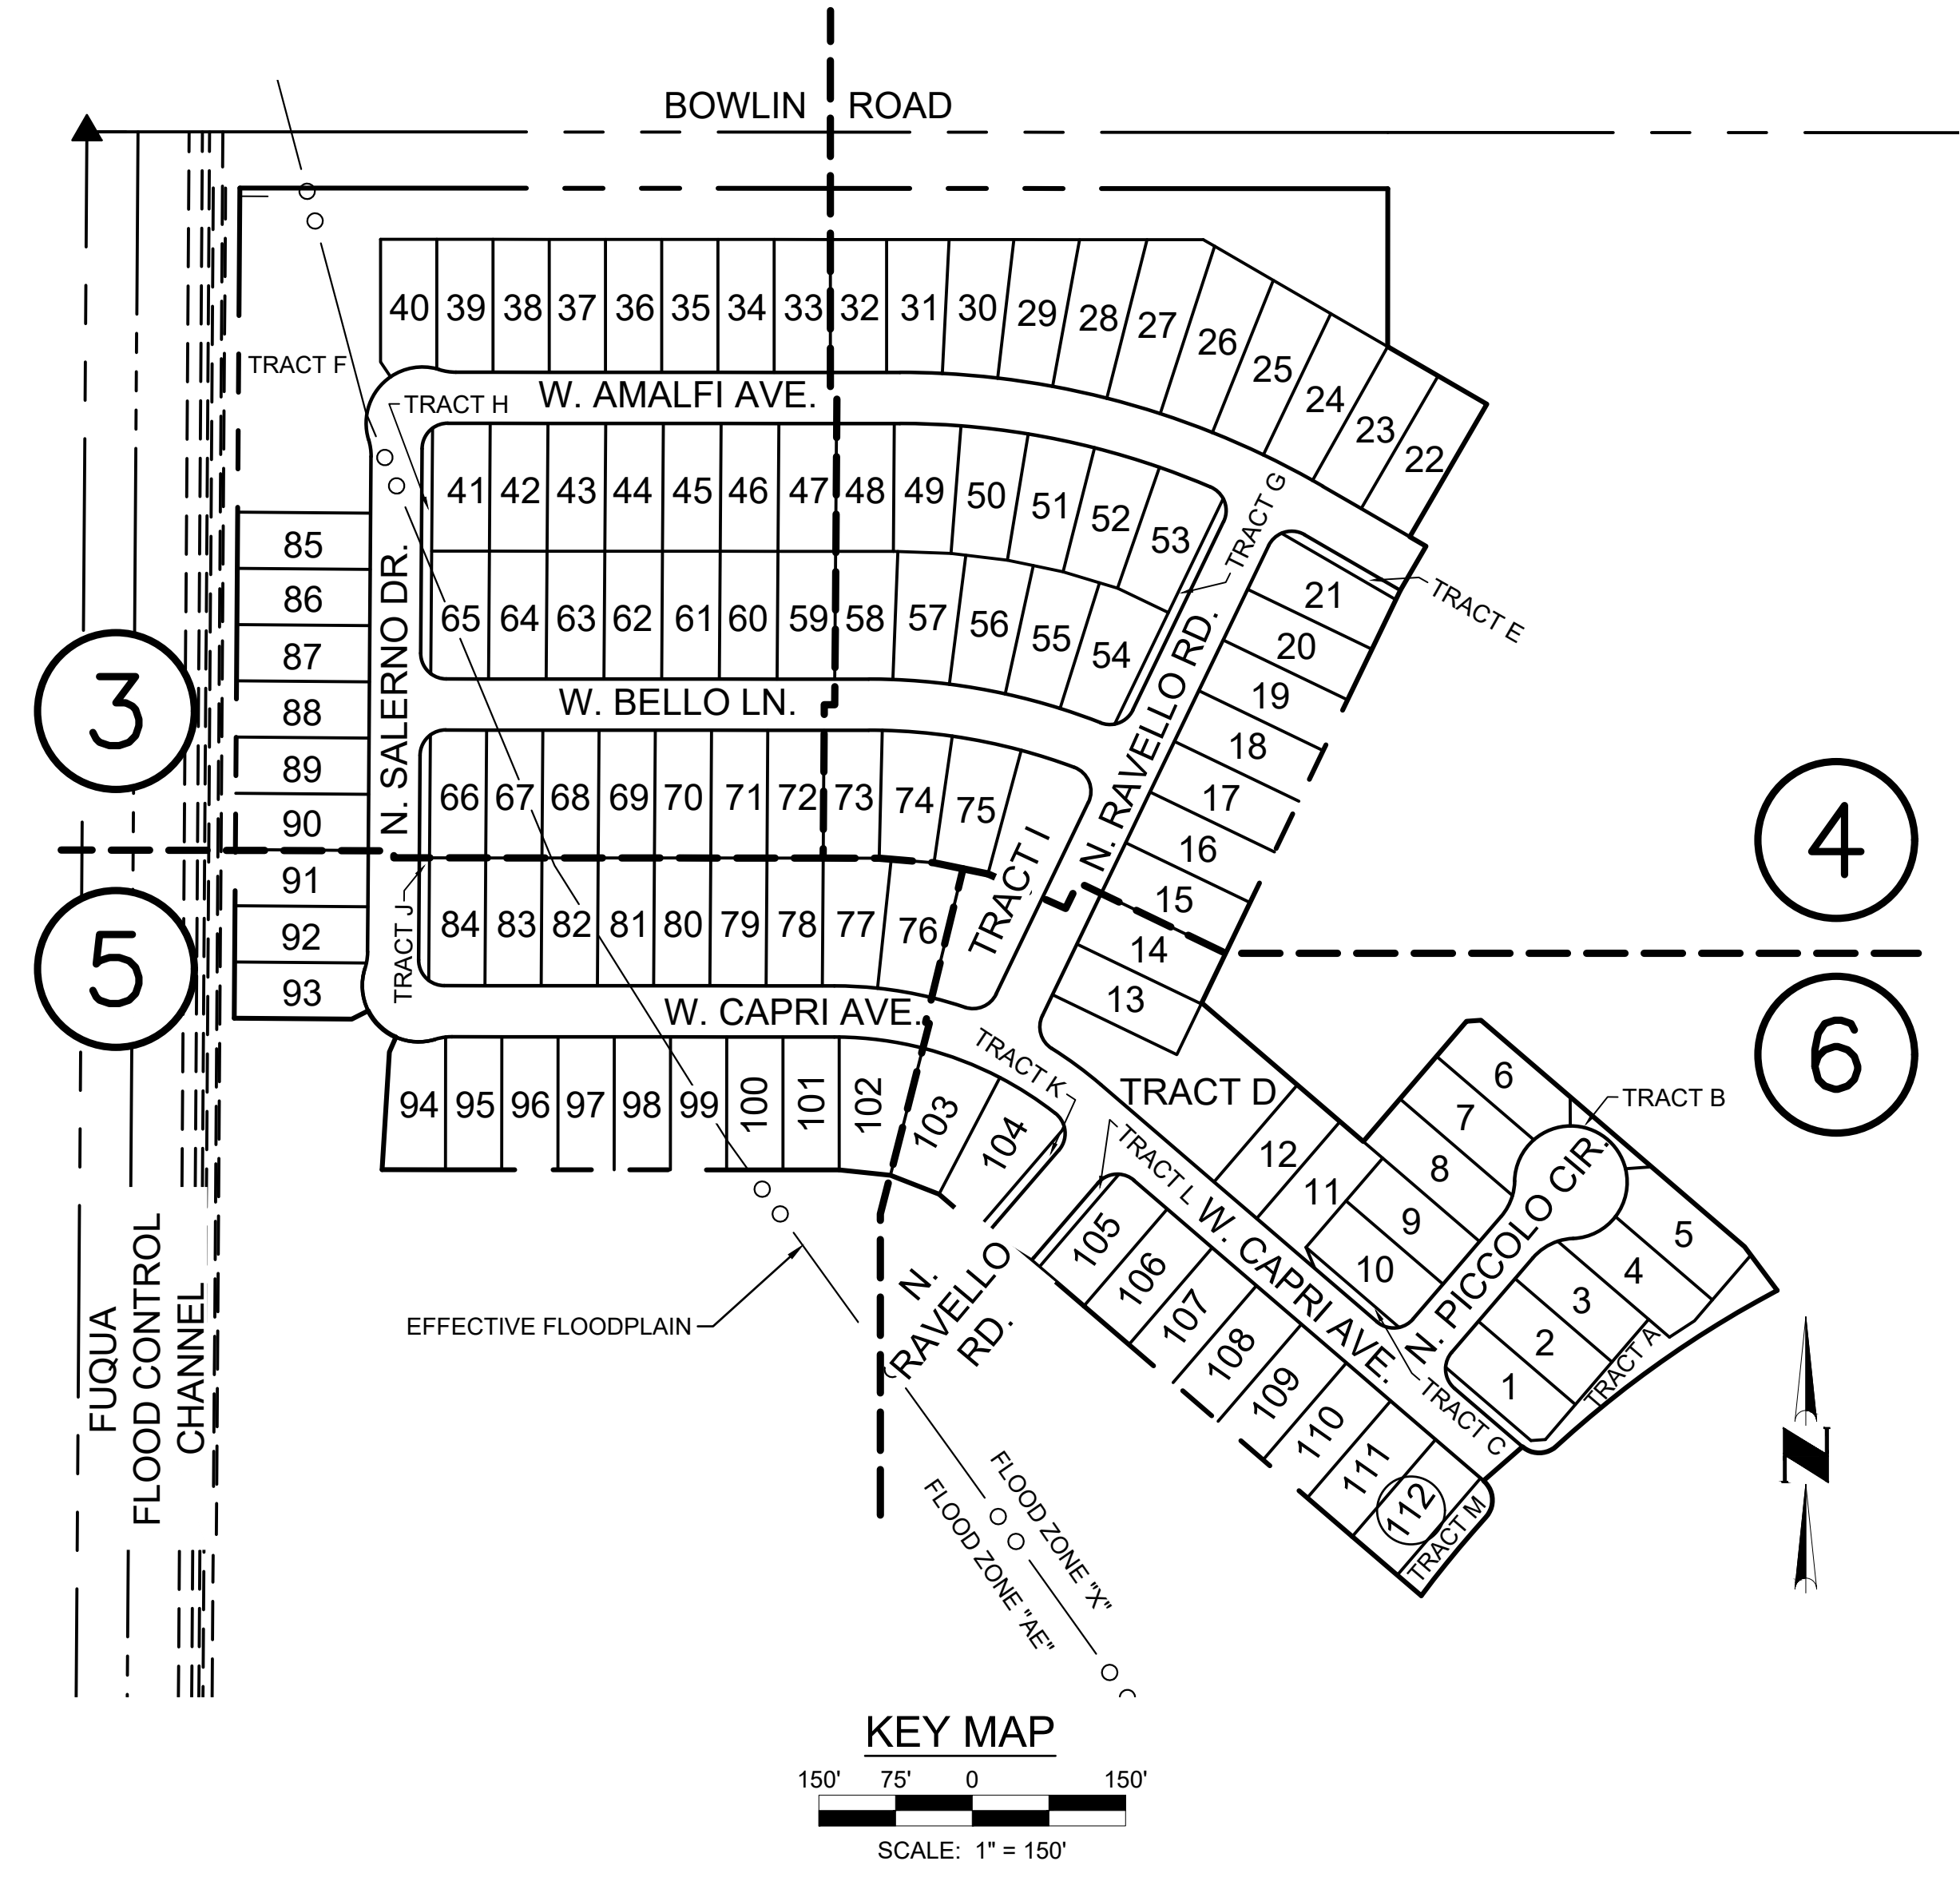 BOWLIN ROAD
40 39 38 37 36 35 34 33 32 31 30 29 28 27 26 25 24 23 22
TRACT F
TRACT H
W. AMALFI AVE.
41 42 43 44 45 46 47 48 49 50 51 52 53
TRACT G
65 64 63 62 61 60 59 58 57 56 55 54
TRACT E
N. SALERNO DR.
W. BELLO LN.
N. RAVELLO RD.
85
86
87
88
89
90
91
92
93
21
20
19
18
17
16
15
14
13
3
4
5
6
66 67 68 69 70 71 72 73 74 75
TRACT I
84 83 82 81 80 79 78 77 76
TRACT J
W. CAPRI AVE.
TRACT K
94 95 96 97 98 99 100 101 102 103 104
TRACT D
TRACT L
W. CAPRI AVE.
12
11
10
9
8
7
6
TRACT B
N. PICCOLO CIR.
5
4
3
2
1
TRACT A
TRACT C
105 106 107 108 109 110 111 112
TRACT M
N.
RAVELLO
RD.
EFFECTIVE FLOODPLAIN
FUQUA
FLOOD CONTROL
CHANNEL
FLOOD ZONE "X"
FLOOD ZONE "AE"
N
KEY MAP
150' 75' 0 150'
SCALE: 1" = 150'